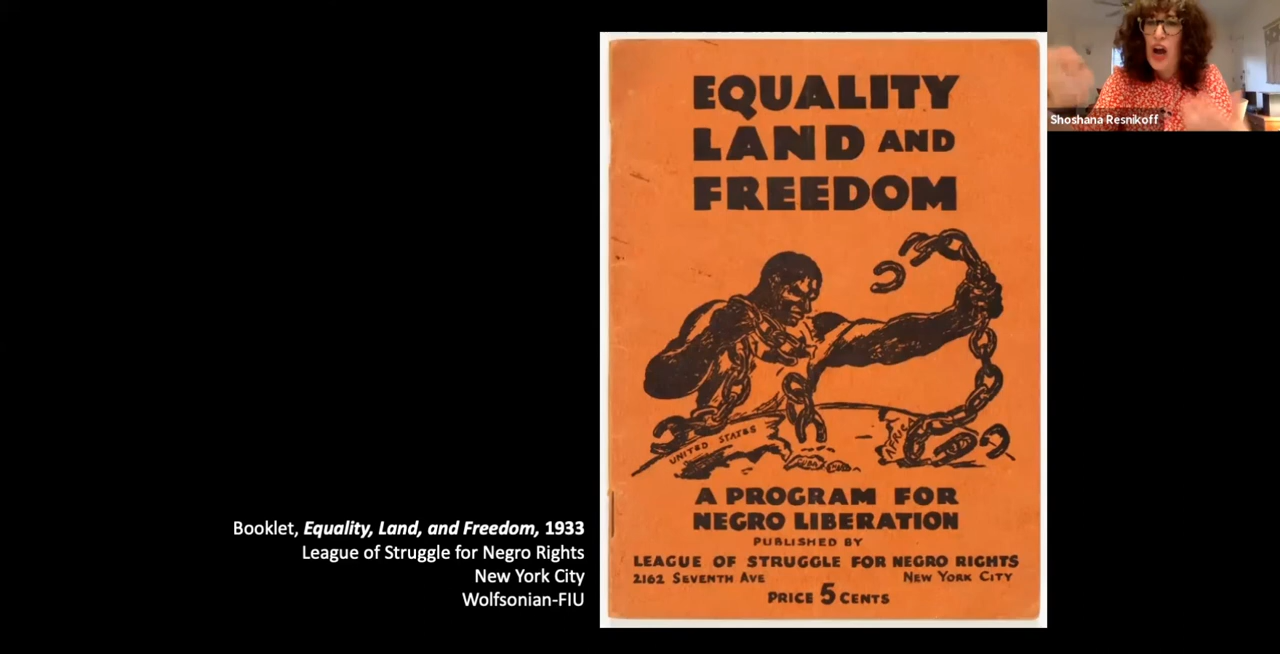 EQUALITY
LAND AND
FREEDOM
UNITED STATES
CUBA
AFRIC
A PROGRAM FOR
NEGRO LIBERATION
PUBLISHED BY
LEAGUE OF STRUGGLE FOR NEGRO RIGHTS
2162 SEVENTH AVE NEW YORK CITY
PRICE 5 CENTS
Booklet, Equality, Land, and Freedom, 1933
League of Struggle for Negro Rights
New York City
Wolfsonian-FIU
Shoshana Resnikoff